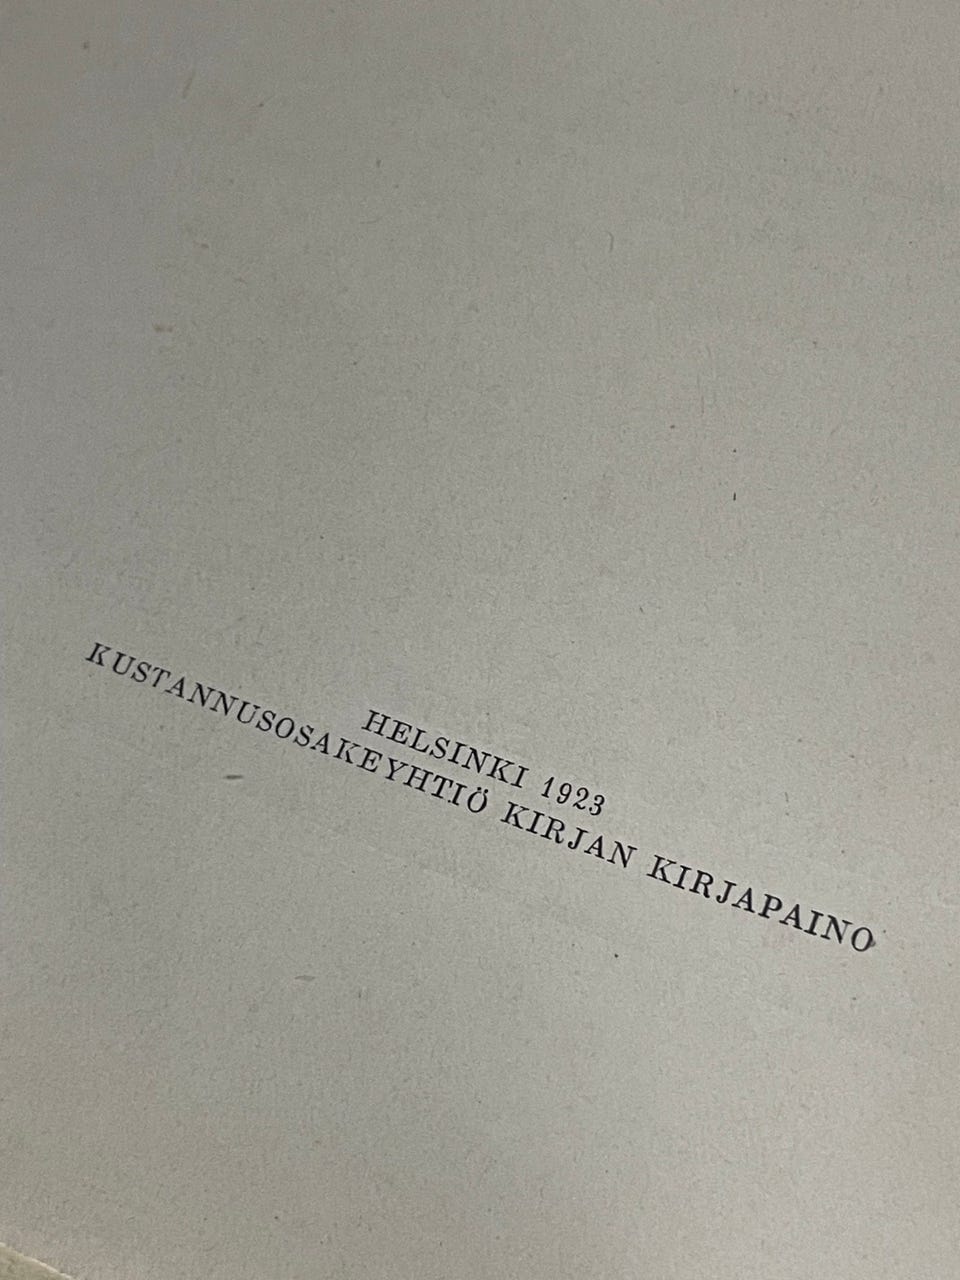 HELSINKI 1923
KUSTANNUSOSAKEYHTIÖ KIRJAN KIRJAPAINO